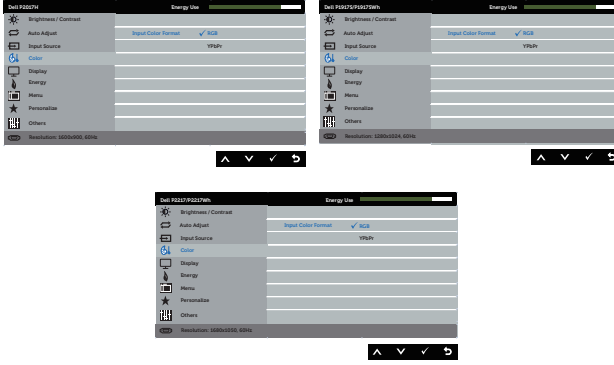 Dell P2017H Energy Use
Brightness / Contrast
Auto Adjust Input Color Format ✓ RGB
Input Source YPbPr
Color
Display
Energy
Menu
Personalize
Others
Resolution: 1600x900, 60Hz
Dell P1917S/P1917SWh Energy Use
Brightness / Contrast
Auto Adjust Input Color Format ✓ RGB
Input Source YPbPr
Color
Display
Energy
Menu
Personalize
Others
Resolution: 1280x1024, 60Hz
Dell P2217/P2217Wh Energy Use
Brightness / Contrast
Auto Adjust Input Color Format ✓ RGB
Input Source YPbPr
Color
Display
Energy
Menu
Personalize
Others
Resolution: 1680x1050, 60Hz